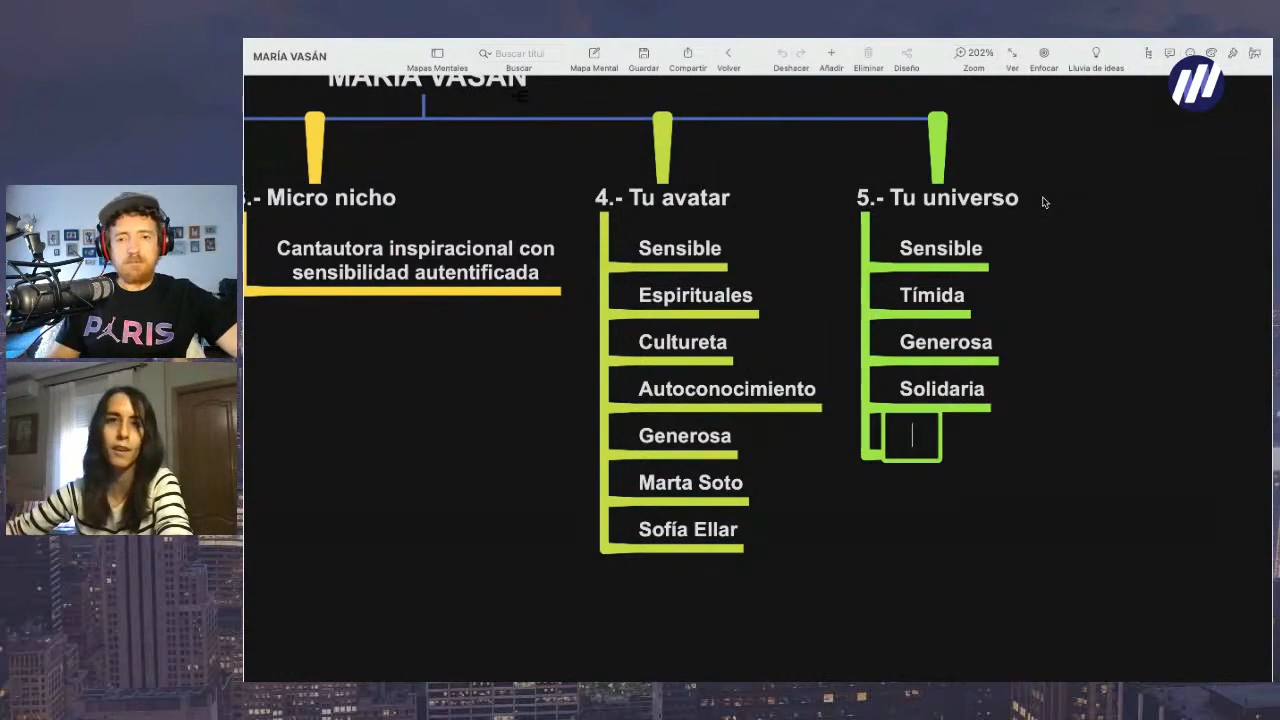 MARÍA VASÁN
Mapas Mentales
Buscar títul
Buscar
Mapa Mental
Guardar
Compartir
Volver
Deshacer
Añadir
Eliminar
Diseño
202%
Zoom
Ver
Enfocar
Lluvia de ideas
MARÍA VASÁN
.- Micro nicho
Cantautora inspiracional con
sensibilidad autentificada
4.- Tu avatar
Sensible
Espirituales
Cultureta
Autoconocimiento
Generosa
Marta Soto
Sofía Ellar
5.- Tu universo
Sensible
Tímida
Generosa
Solidaria
PARIS